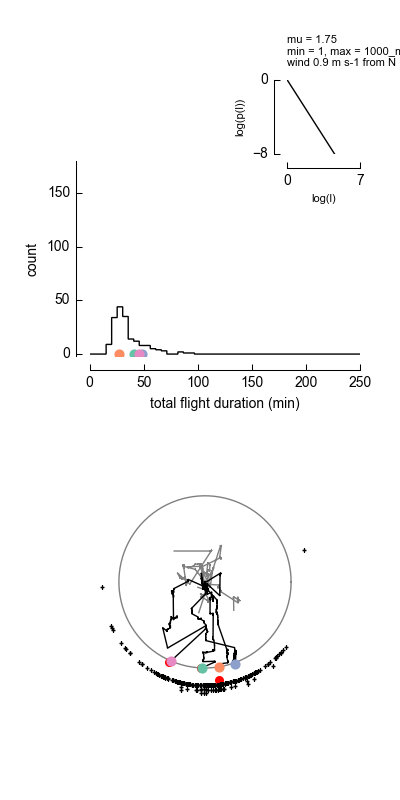 mu = 1.75
min = 1, max = 1000_m
wind 0.9 m s-1 from N
0
log(p(l))
−8
0
7
log(l)
150
100
count
50
0
0
50
100
150
200
250
total flight duration (min)